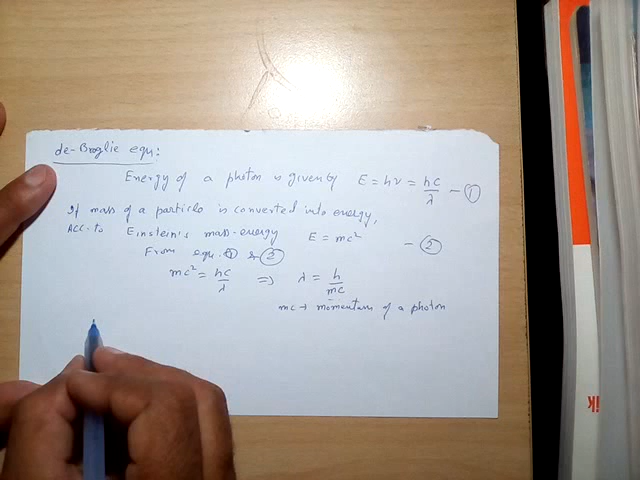 de-Broglie equ:
Energy of a photon is given by E = hν = hc/λ — ①
If mass of a particle is converted into energy,
Acc. to Einstein's mass-energy E = mc² — ②
From equ. ① & ②
mc² = hc/λ ⇒ λ = h/mc
mc → momentum of a photon
ik